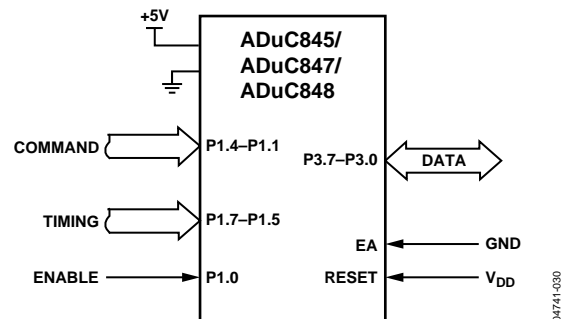 +5V
ADuC845/
ADuC847/
ADuC848
COMMAND
P1.4–P1.1
P3.7–P3.0
DATA
TIMING
P1.7–P1.5
EA
GND
ENABLE
P1.0
RESET
VDD
04741-030